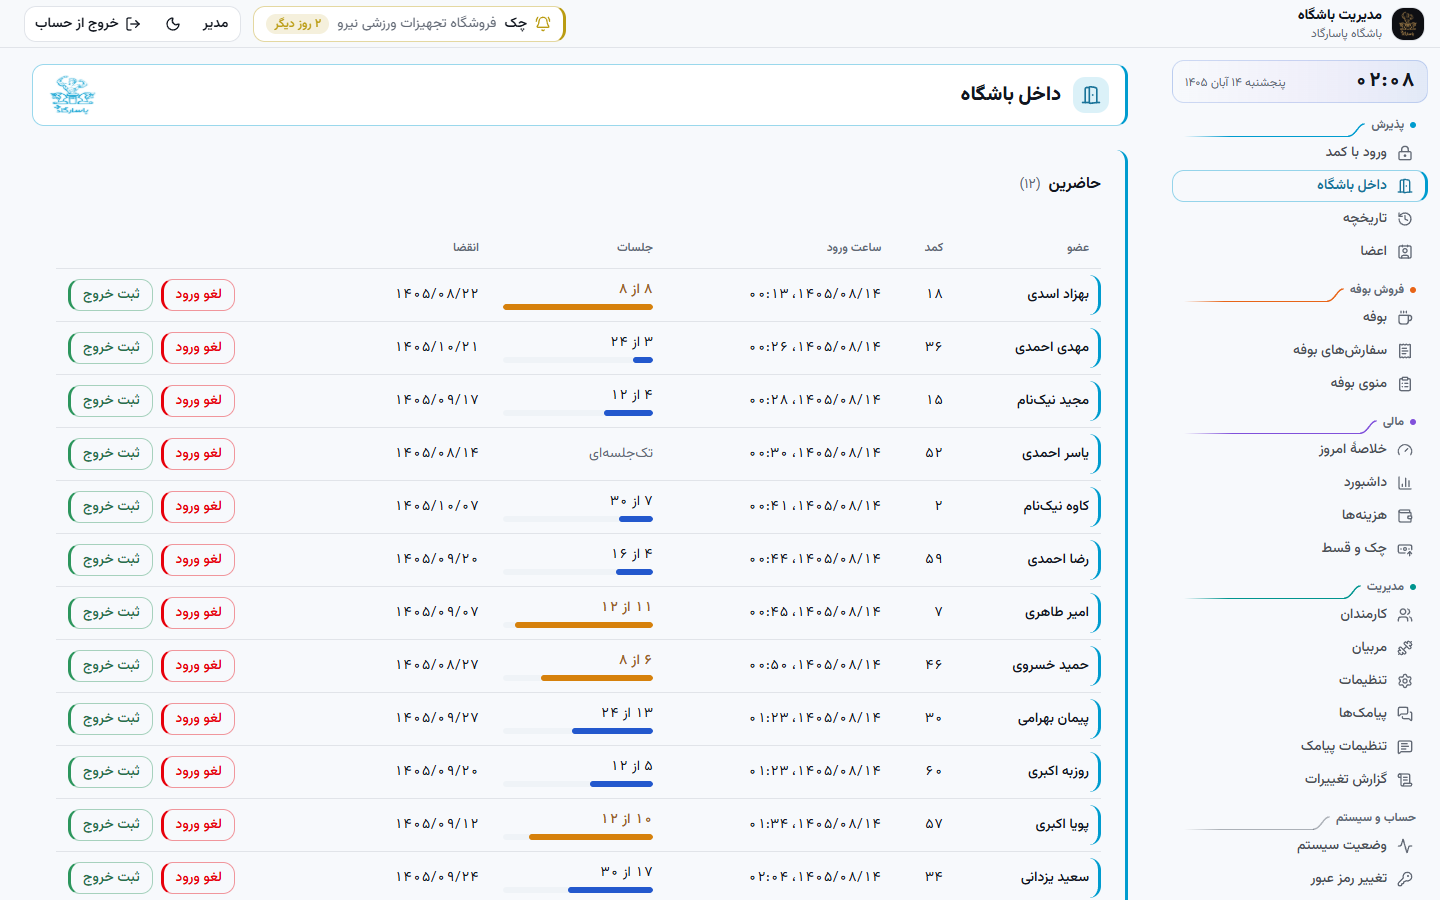 مدیریت باشگاه
باشگاه پاسارگاد
چک فروشگاه تجهیزات ورزشی نیرو ۲ روز دیگر
مدیر
خروج از حساب
۰۲:۰۸
پنجشنبه ۱۴ آبان ۱۴۰۵
پذیرش
ورود با کمد
داخل باشگاه
تاریخچه
اعضا
فروش بوفه
بوفه
سفارش‌های بوفه
منوی بوفه
مالی
خلاصهٔ امروز
داشبورد
هزینه‌ها
چک و قسط
مدیریت
کارمندان
مربیان
تنظیمات
پیامک‌ها
تنظیمات پیامک
گزارش تغییرات
حساب و سیستم
وضعیت سیستم
تغییر رمز عبور
داخل باشگاه
پاسارگاد
حاضرین (۱۲)
عضو کمد ساعت ورود جلسات انقضا
بهزاد اسدی ۱۸ ۱۴۰۵/۰۸/۱۴، ۰۰:۱۳ ۸ از ۸ ۱۴۰۵/۰۸/۲۲ لغو ورود ثبت خروج
مهدی احمدی ۳۶ ۱۴۰۵/۰۸/۱۴، ۰۰:۲۶ ۳ از ۲۴ ۱۴۰۵/۱۰/۲۱ لغو ورود ثبت خروج
مجید نیک‌نام ۱۵ ۱۴۰۵/۰۸/۱۴، ۰۰:۲۸ ۴ از ۱۲ ۱۴۰۵/۰۹/۱۷ لغو ورود ثبت خروج
یاسر احمدی ۵۲ ۱۴۰۵/۰۸/۱۴، ۰۰:۳۰ تک‌جلسه‌ای ۱۴۰۵/۰۸/۱۴ لغو ورود ثبت خروج
کاوه نیک‌نام ۲ ۱۴۰۵/۰۸/۱۴، ۰۰:۴۱ ۷ از ۳۰ ۱۴۰۵/۱۰/۰۷ لغو ورود ثبت خروج
رضا احمدی ۵۹ ۱۴۰۵/۰۸/۱۴، ۰۰:۴۴ ۴ از ۱۶ ۱۴۰۵/۰۹/۲۰ لغو ورود ثبت خروج
امیر طاهری ۷ ۱۴۰۵/۰۸/۱۴، ۰۰:۴۵ ۱۱ از ۱۲ ۱۴۰۵/۰۹/۰۷ لغو ورود ثبت خروج
حمید خسروی ۴۶ ۱۴۰۵/۰۸/۱۴، ۰۰:۵۰ ۶ از ۸ ۱۴۰۵/۰۸/۲۷ لغو ورود ثبت خروج
پیمان بهرامی ۳۰ ۱۴۰۵/۰۸/۱۴، ۰۱:۲۳ ۱۳ از ۲۴ ۱۴۰۵/۰۹/۲۷ لغو ورود ثبت خروج
روزبه اکبری ۶۰ ۱۴۰۵/۰۸/۱۴، ۰۱:۲۳ ۵ از ۱۲ ۱۴۰۵/۰۹/۲۰ لغو ورود ثبت خروج
پویا اکبری ۵۷ ۱۴۰۵/۰۸/۱۴، ۰۱:۳۴ ۱۰ از ۱۲ ۱۴۰۵/۰۹/۱۲ لغو ورود ثبت خروج
سعید یزدانی ۳۴ ۱۴۰۵/۰۸/۱۴، ۰۲:۰۴ ۱۷ از ۳۰ ۱۴۰۵/۰۹/۲۴ لغو ورود ثبت خروج